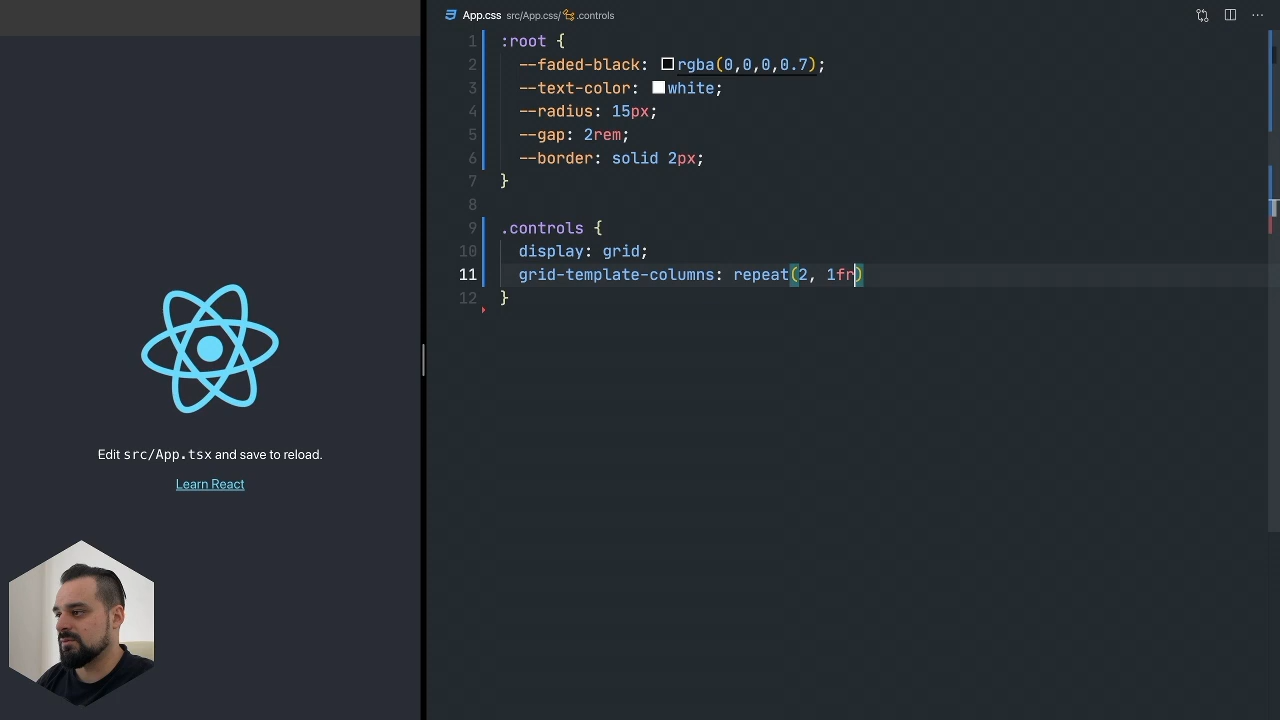 App.css src/App.css/ .controls
1 :root {
2 --faded-black: rgba(0,0,0,0.7);
3 --text-color: white;
4 --radius: 15px;
5 --gap: 2rem;
6 --border: solid 2px;
7 }
8
9 .controls {
10 display: grid;
11 grid-template-columns: repeat(2, 1fr)
12 }
Edit src/App.tsx and save to reload.
Learn React